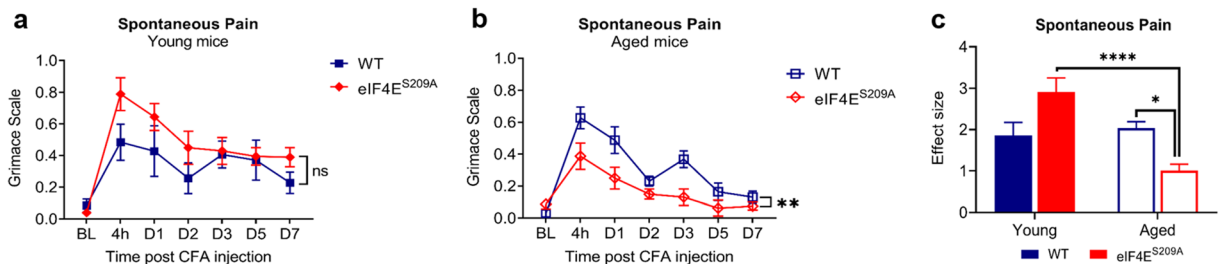 a
Spontaneous Pain
Young mice
1.0
0.8
0.6
0.4
0.2
0.0
Grimace Scale
BL 4h D1 D2 D3 D5 D7
Time post CFA injection
WT
eIF4E^S209A
ns
b
Spontaneous Pain
Aged mice
1.0
0.8
0.6
0.4
0.2
0.0
Grimace Scale
BL 4h D1 D2 D3 D5 D7
Time post CFA injection
WT
eIF4E^S209A
**
c
Spontaneous Pain
4
3
2
1
0
Effect size
****
*
Young Aged
WT eIF4E^S209A